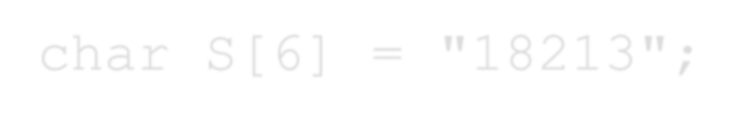 char S[6] = "18213";